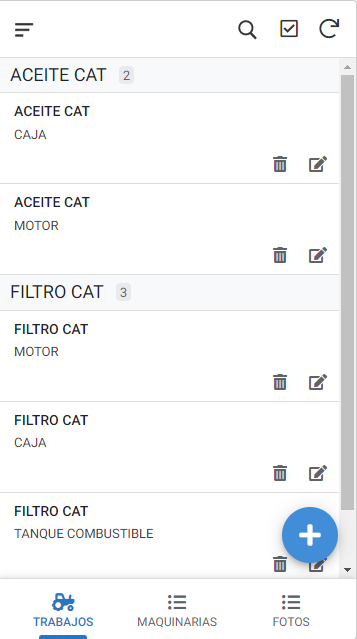 ACEITE CAT 2
ACEITE CAT
CAJA
ACEITE CAT
MOTOR
FILTRO CAT 3
FILTRO CAT
MOTOR
FILTRO CAT
CAJA
FILTRO CAT
TANQUE COMBUSTIBLE
TRABAJOS MAQUINARIAS FOTOS